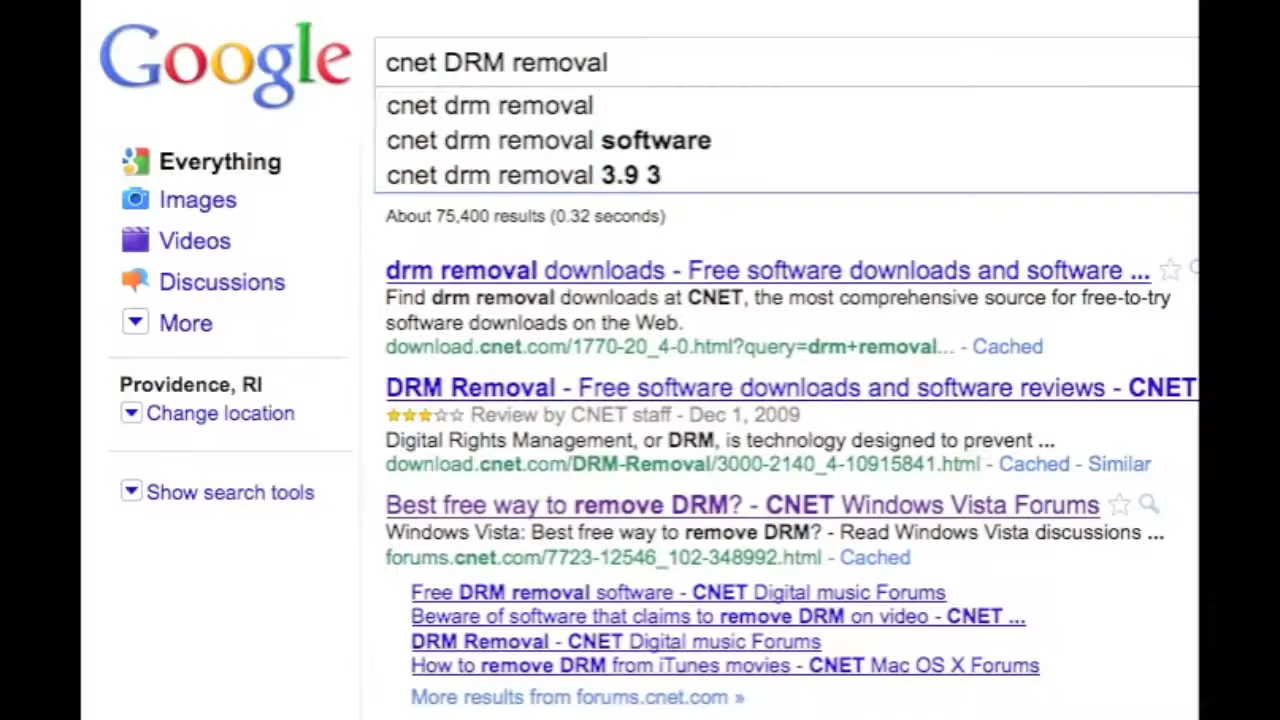 Google
cnet DRM removal
cnet drm removal
cnet drm removal software
cnet drm removal 3.9 3
Everything
Images
Videos
Discussions
More
Providence, RI
Change location
Show search tools
About 75,400 results (0.32 seconds)
drm removal downloads - Free software downloads and software ...
Find drm removal downloads at CNET, the most comprehensive source for free-to-try
software downloads on the Web.
download.cnet.com/1770-20_4-0.html?query=drm+removal... - Cached
DRM Removal - Free software downloads and software reviews - CNET
Review by CNET staff - Dec 1, 2009
Digital Rights Management, or DRM, is technology designed to prevent ...
download.cnet.com/DRM-Removal/3000-2140_4-10915841.html - Cached - Similar
Best free way to remove DRM? - CNET Windows Vista Forums
Windows Vista: Best free way to remove DRM? - Read Windows Vista discussions ...
forums.cnet.com/7723-12546_102-348992.html - Cached
Free DRM removal software - CNET Digital music Forums
Beware of software that claims to remove DRM on video - CNET ...
DRM Removal - CNET Digital music Forums
How to remove DRM from iTunes movies - CNET Mac OS X Forums
More results from forums.cnet.com »